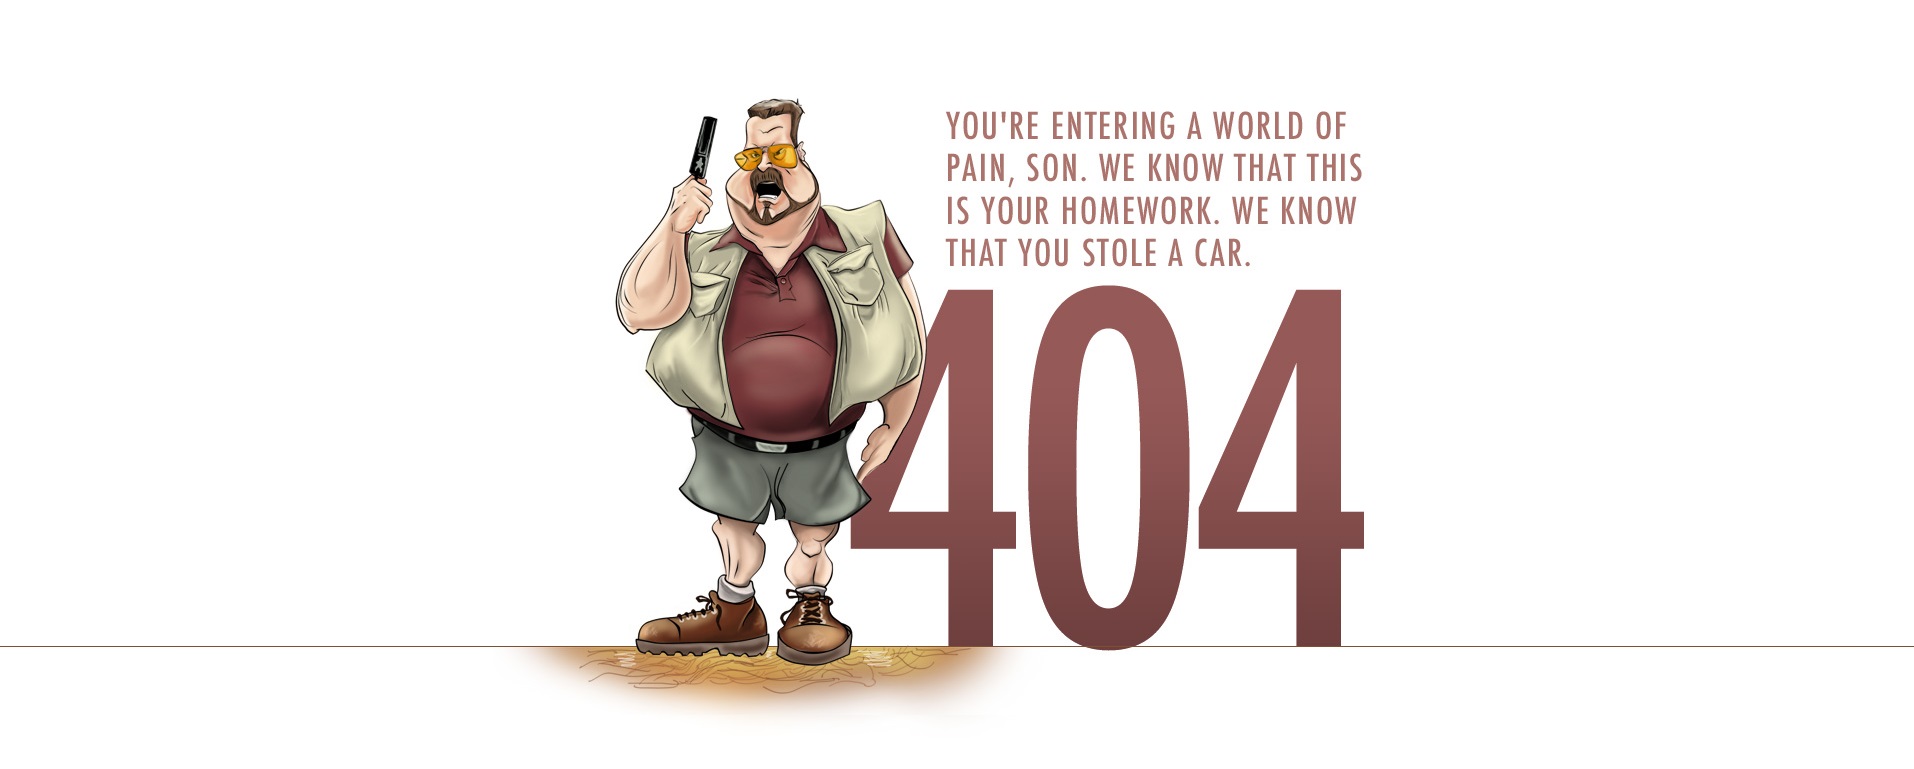 YOU'RE ENTERING A WORLD OF
PAIN, SON. WE KNOW THAT THIS
IS YOUR HOMEWORK. WE KNOW
THAT YOU STOLE A CAR.
404